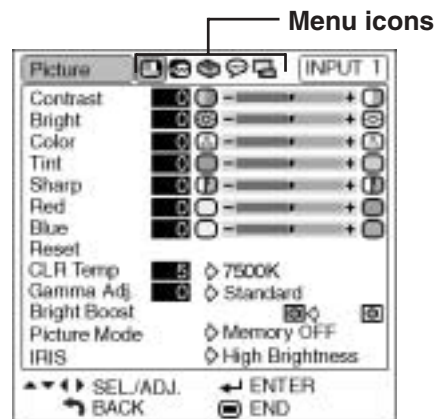 Menu icons
Picture INPUT 1
Contrast 0 - +
Bright 0 - +
Color 0 - +
Tint 0 - +
Sharp 0 - +
Red 0 - +
Blue 0 - +
Reset
CLR Temp 5 7500K
Gamma Adj. 0 Standard
Bright Boost
Picture Mode Memory OFF
IRIS High Brightness
SEL./ADJ. ENTER
BACK END